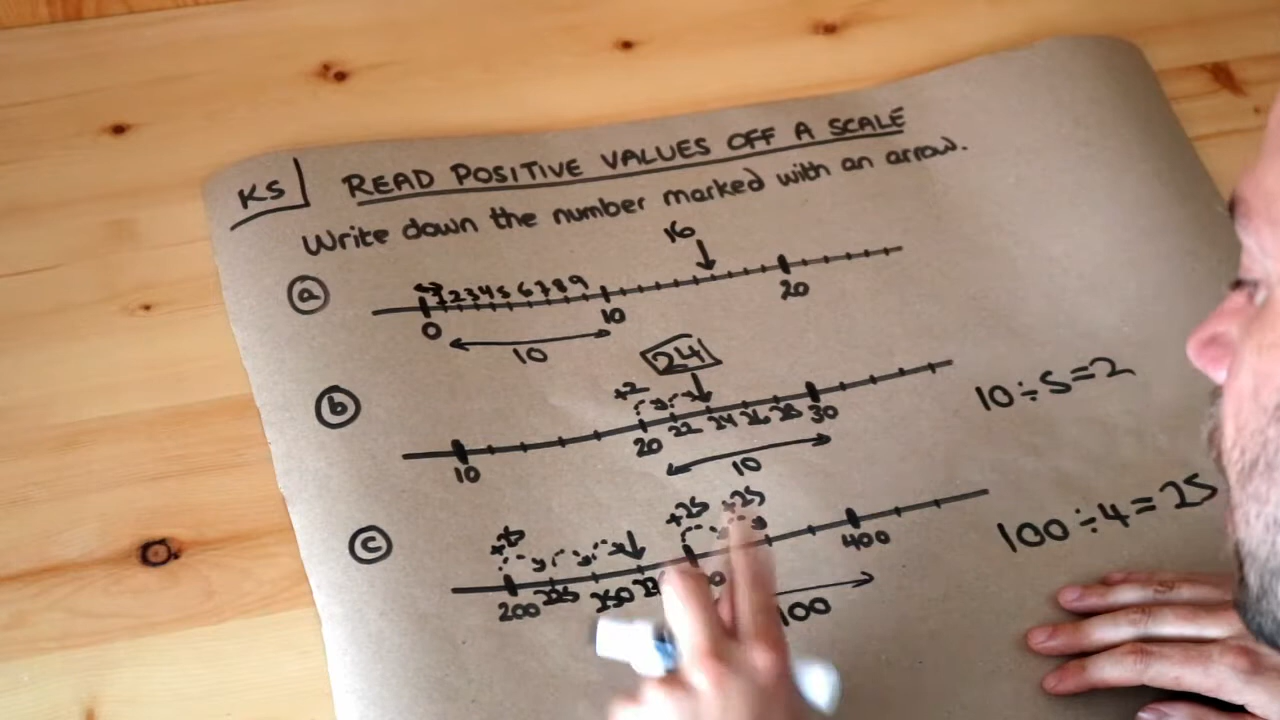 KS READ POSITIVE VALUES OFF A SCALE
Write down the number marked with an arrow.
16
a 1 2 3 4 5 6 7 8 9
0 10 20
10
24
+2
b 20 22 24 26 28 30
10 10
10÷5=2
+25 +25
c 400
200 225 250
100
100÷4=25